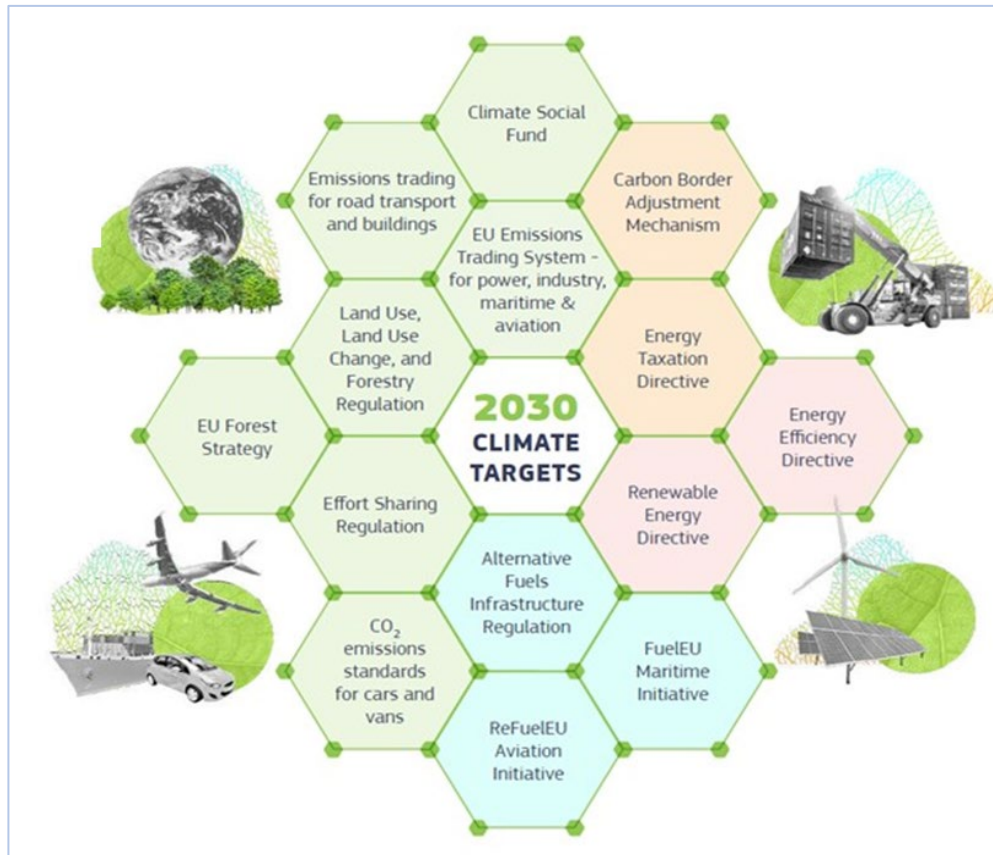 Climate Social
Fund
Emissions trading
for road transport
and buildings
Carbon Border
Adjustment
Mechanism
EU Emissions
Trading System -
for power, industry,
maritime &
aviation
Land Use,
Land Use
Change, and
Forestry
Regulation
Energy
Taxation
Directive
EU Forest
Strategy
2030
CLIMATE
TARGETS
Energy
Efficiency
Directive
Effort Sharing
Regulation
Renewable
Energy
Directive
Alternative
Fuels
Infrastructure
Regulation
CO₂
emissions
standards
for cars and
vans
FuelEU
Maritime
Initiative
ReFuelEU
Aviation
Initiative